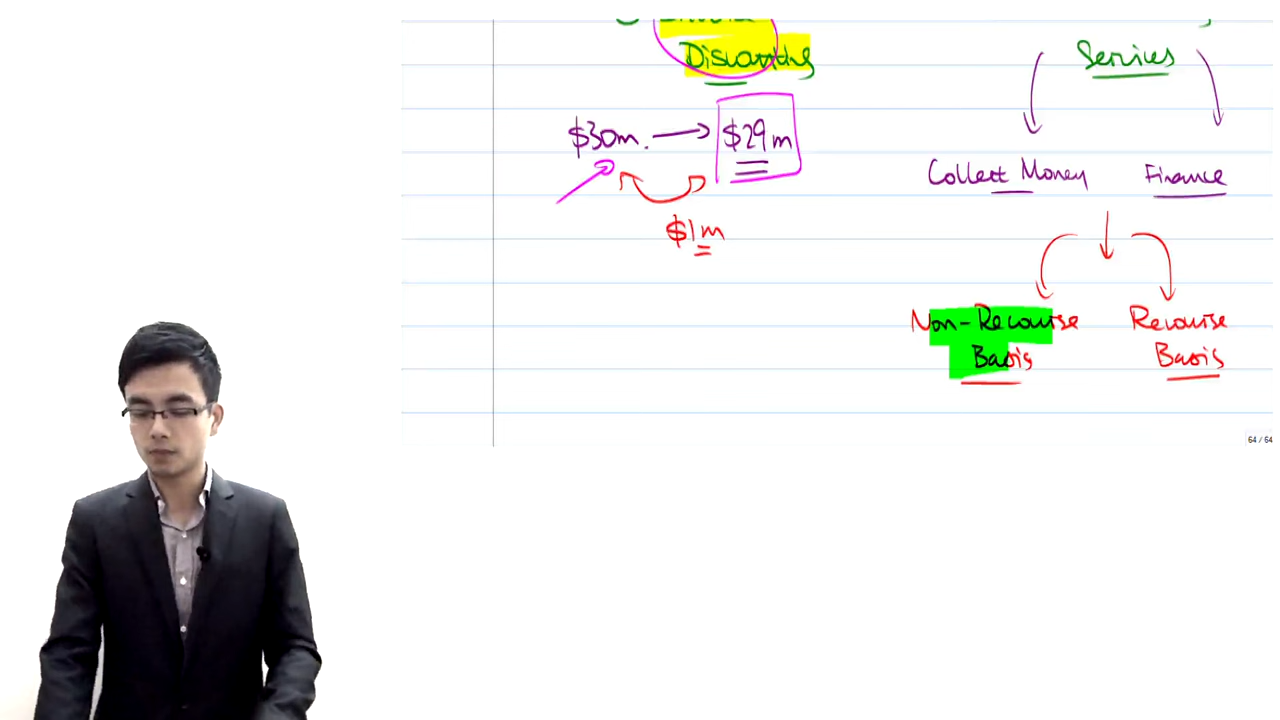 Discounting
Services
$30m.
$29m
Collect Money
Finance
$1m
Non-Recourse
Basis
Recourse
Basis
64 / 64